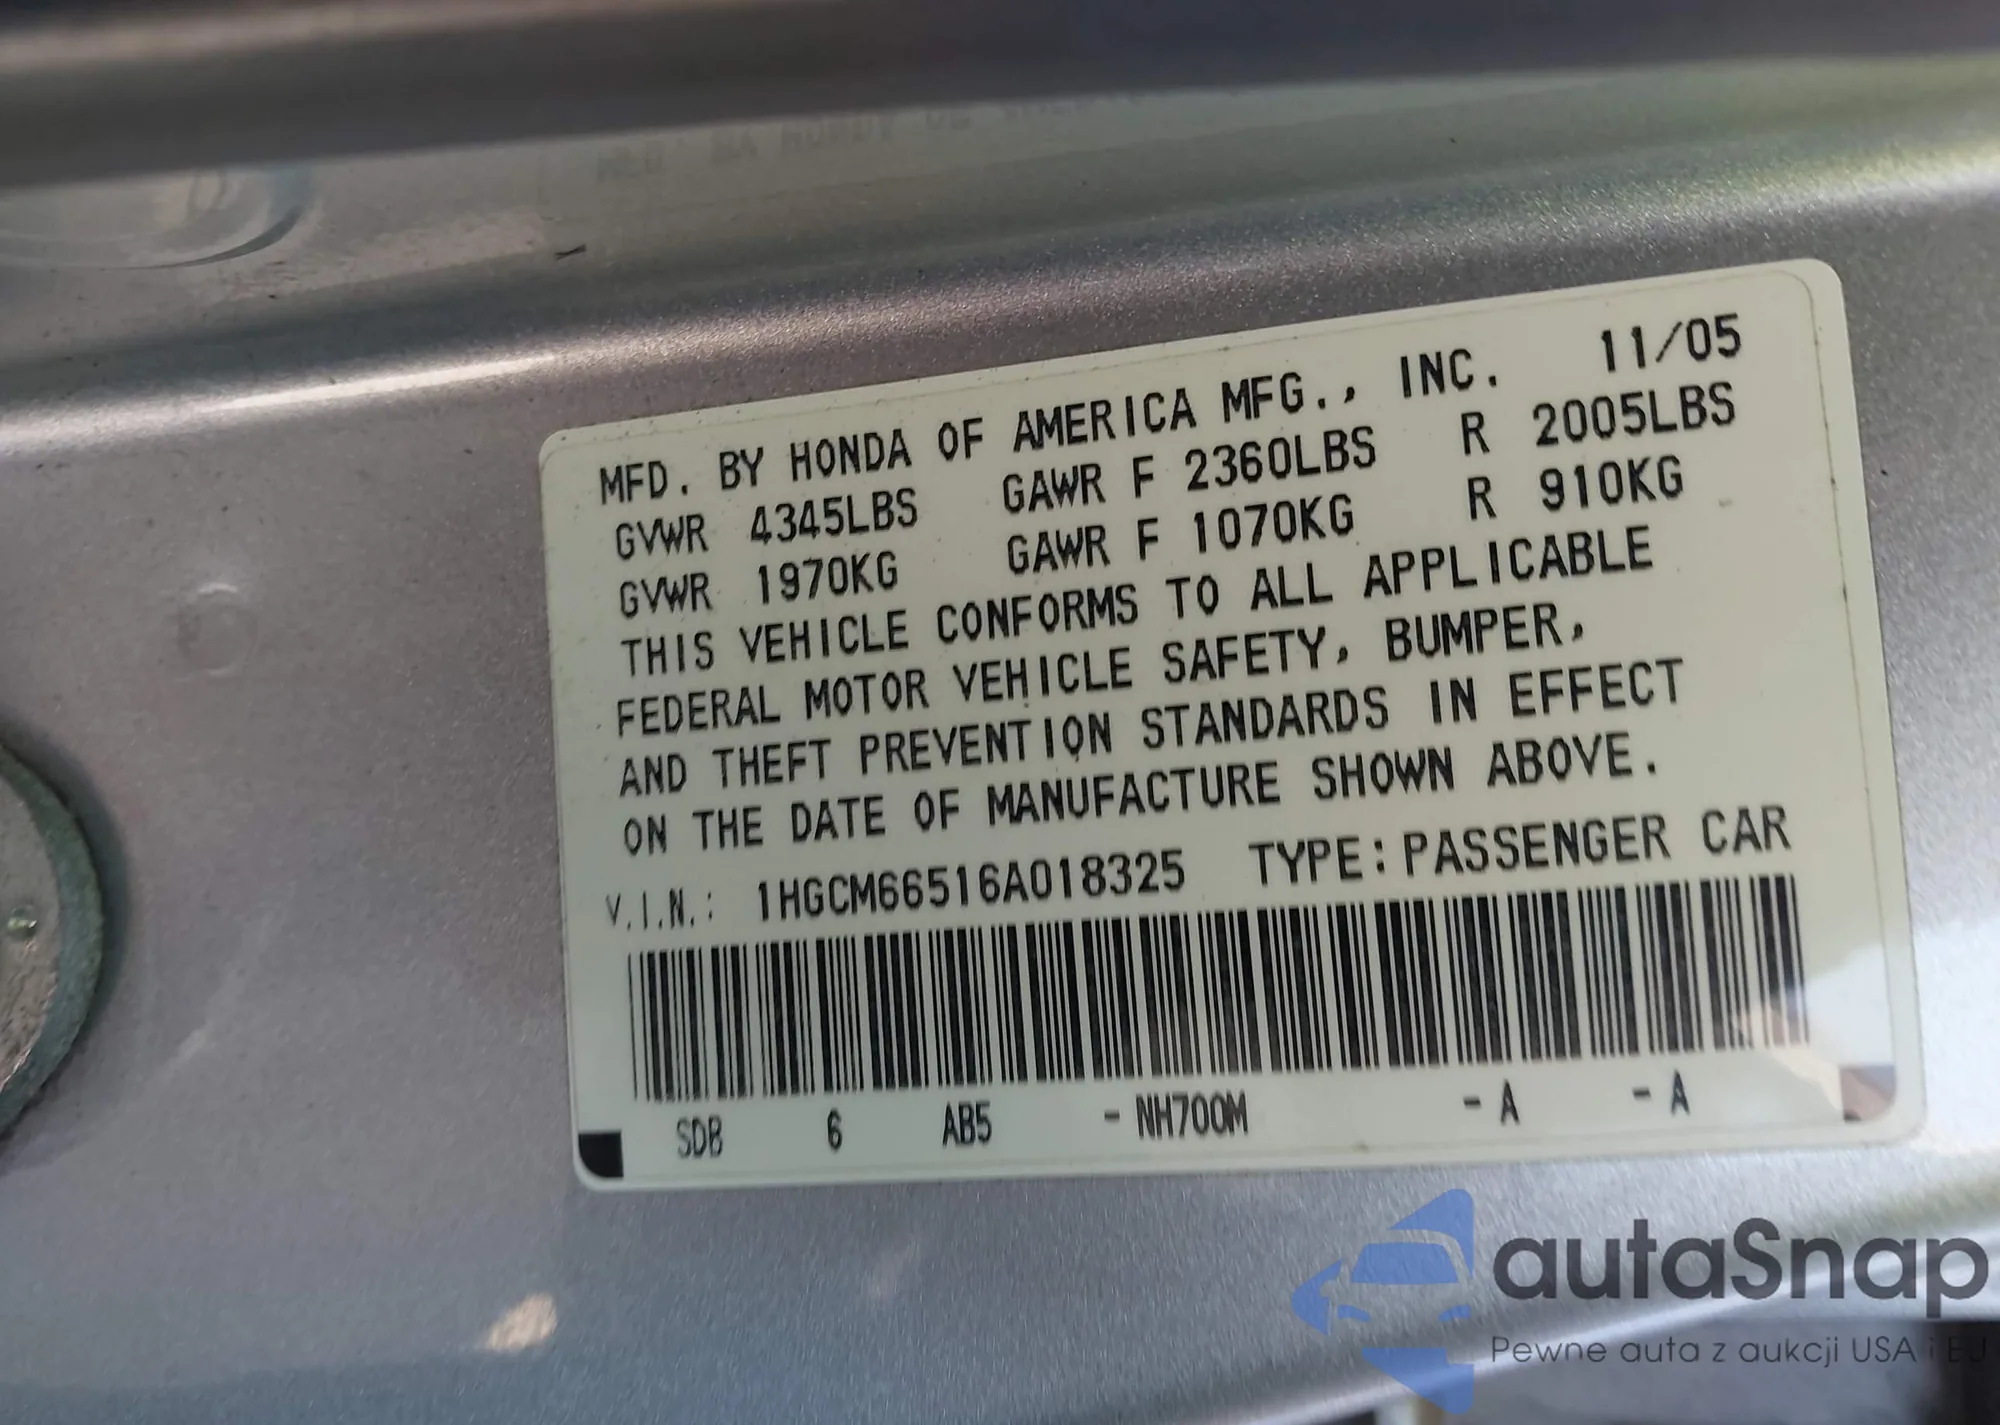 MFD. BY HONDA OF AMERICA MFG., INC. 11/05
GVWR 4345LBS GAWR F 2360LBS R 2005LBS
GVWR 1970KG GAWR F 1070KG R 910KG
THIS VEHICLE CONFORMS TO ALL APPLICABLE
FEDERAL MOTOR VEHICLE SAFETY, BUMPER,
AND THEFT PREVENTION STANDARDS IN EFFECT
ON THE DATE OF MANUFACTURE SHOWN ABOVE.
V.I.N.: 1HGCM66516A018325 TYPE:PASSENGER CAR
SDB 6 AB5 -NH700M -A -A
autaSnap
Pewne auta z aukcji USA i EU